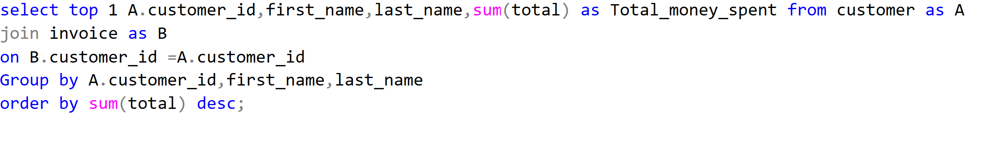 select top 1 A.customer_id,first_name,last_name,sum(total) as Total_money_spent from customer as A
join invoice as B
on B.customer_id =A.customer_id
Group by A.customer_id,first_name,last_name
order by sum(total) desc;